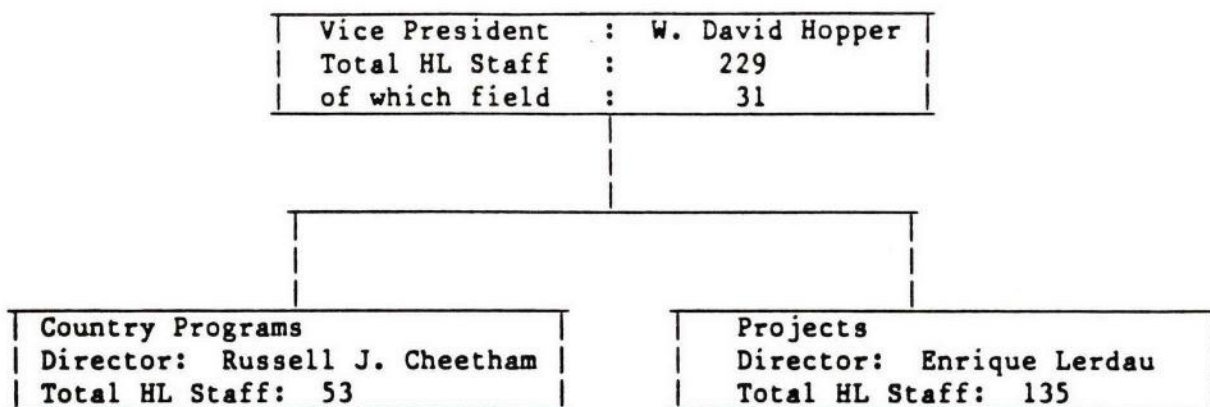 Vice President : W. David Hopper
Total HL Staff : 229
of which field : 31
Country Programs
Director: Russell J. Cheetham
Total HL Staff: 53
Projects
Director: Enrique Lerdau
Total HL Staff: 135